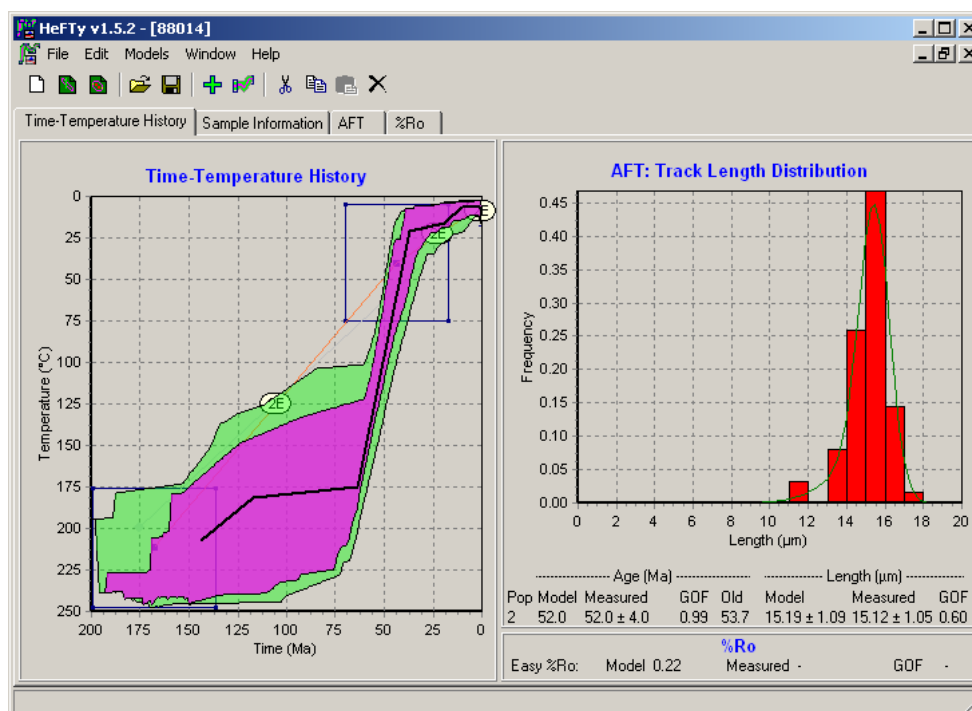 HeFTy v1.5.2 - [88014]
File Edit Models Window Help
Time-Temperature History Sample Information AFT %Ro
Time-Temperature History
0
25
50
75
100
125
150
175
200
225
250
Temperature (°C)
2E
200 175 150 125 100 75 50 25 0
Time (Ma)
AFT: Track Length Distribution
0.45
0.40
0.35
0.30
0.25
0.20
0.15
0.10
0.05
0.00
Frequency
0 2 4 6 8 10 12 14 16 18 20
Length (µm)
Age (Ma) Length (µm)
Pop Model Measured GOF Old Model Measured GOF
2 52.0 52.0 ± 4.0 0.99 53.7 15.19 ± 1.09 15.12 ± 1.05 0.60
%Ro
Easy %Ro: Model 0.22 Measured - GOF -